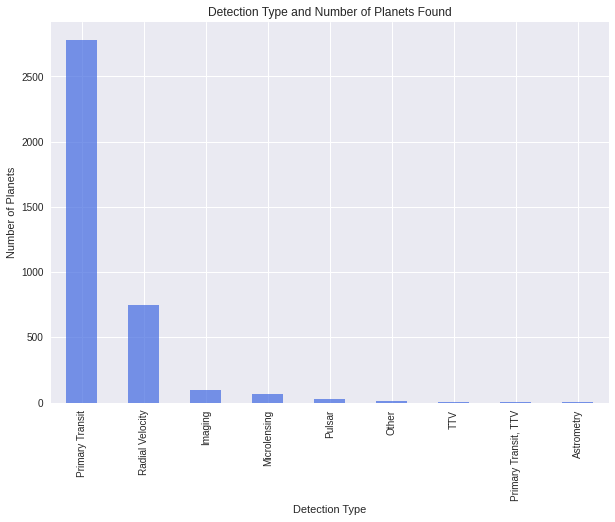 Detection Type and Number of Planets Found
Number of Planets
2500
2000
1500
1000
500
0
Primary Transit
Radial Velocity
Imaging
Microlensing
Pulsar
Other
TTV
Primary Transit, TTV
Astrometry
Detection Type